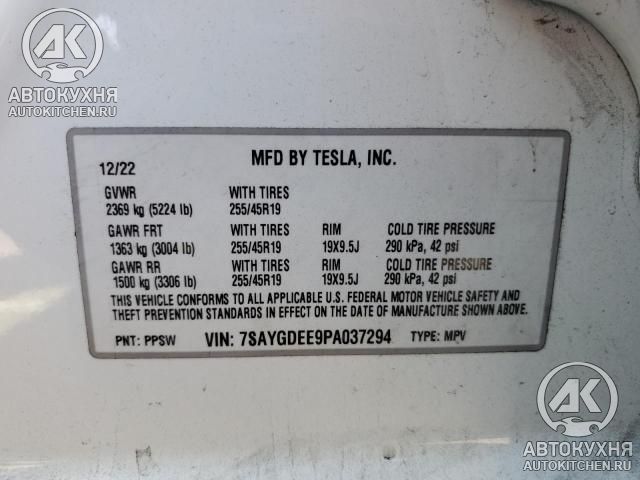 АК
АВТОКУХНЯ
AUTOKITCHEN.RU
MFD BY TESLA, INC.
12/22
GVWR WITH TIRES
2369 kg (5224 lb) 255/45R19
GAWR FRT WITH TIRES RIM COLD TIRE PRESSURE
1363 kg (3004 lb) 255/45R19 19X9.5J 290 kPa, 42 psi
GAWR RR WITH TIRES RIM COLD TIRE PRESSURE
1500 kg (3306 lb) 255/45R19 19X9.5J 290 kPa, 42 psi
THIS VEHICLE CONFORMS TO ALL APPLICABLE U.S. FEDERAL MOTOR VEHICLE SAFETY AND
THEFT PREVENTION STANDARDS IN EFFECT ON THE DATE OF MANUFACTURE SHOWN ABOVE.
PNT: PPSW VIN: 7SAYGDEE9PA037294 TYPE: MPV
АК
АВТОКУХНЯ
AUTOKITCHEN.RU